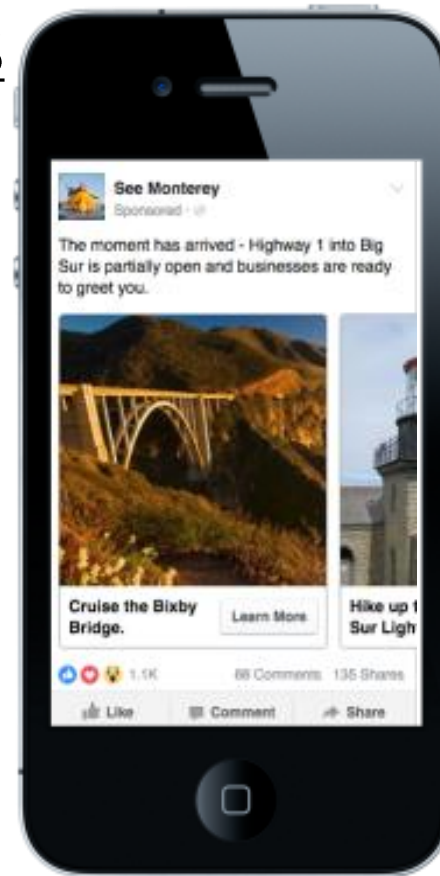 See Monterey
Sponsored ·
The moment has arrived - Highway 1 into Big
Sur is partially open and businesses are ready
to greet you.
Cruise the Bixby
Bridge.
Learn More
Hike up
Sur Ligh
1.1K
Comments
135 Shares
Like
Comment
Share